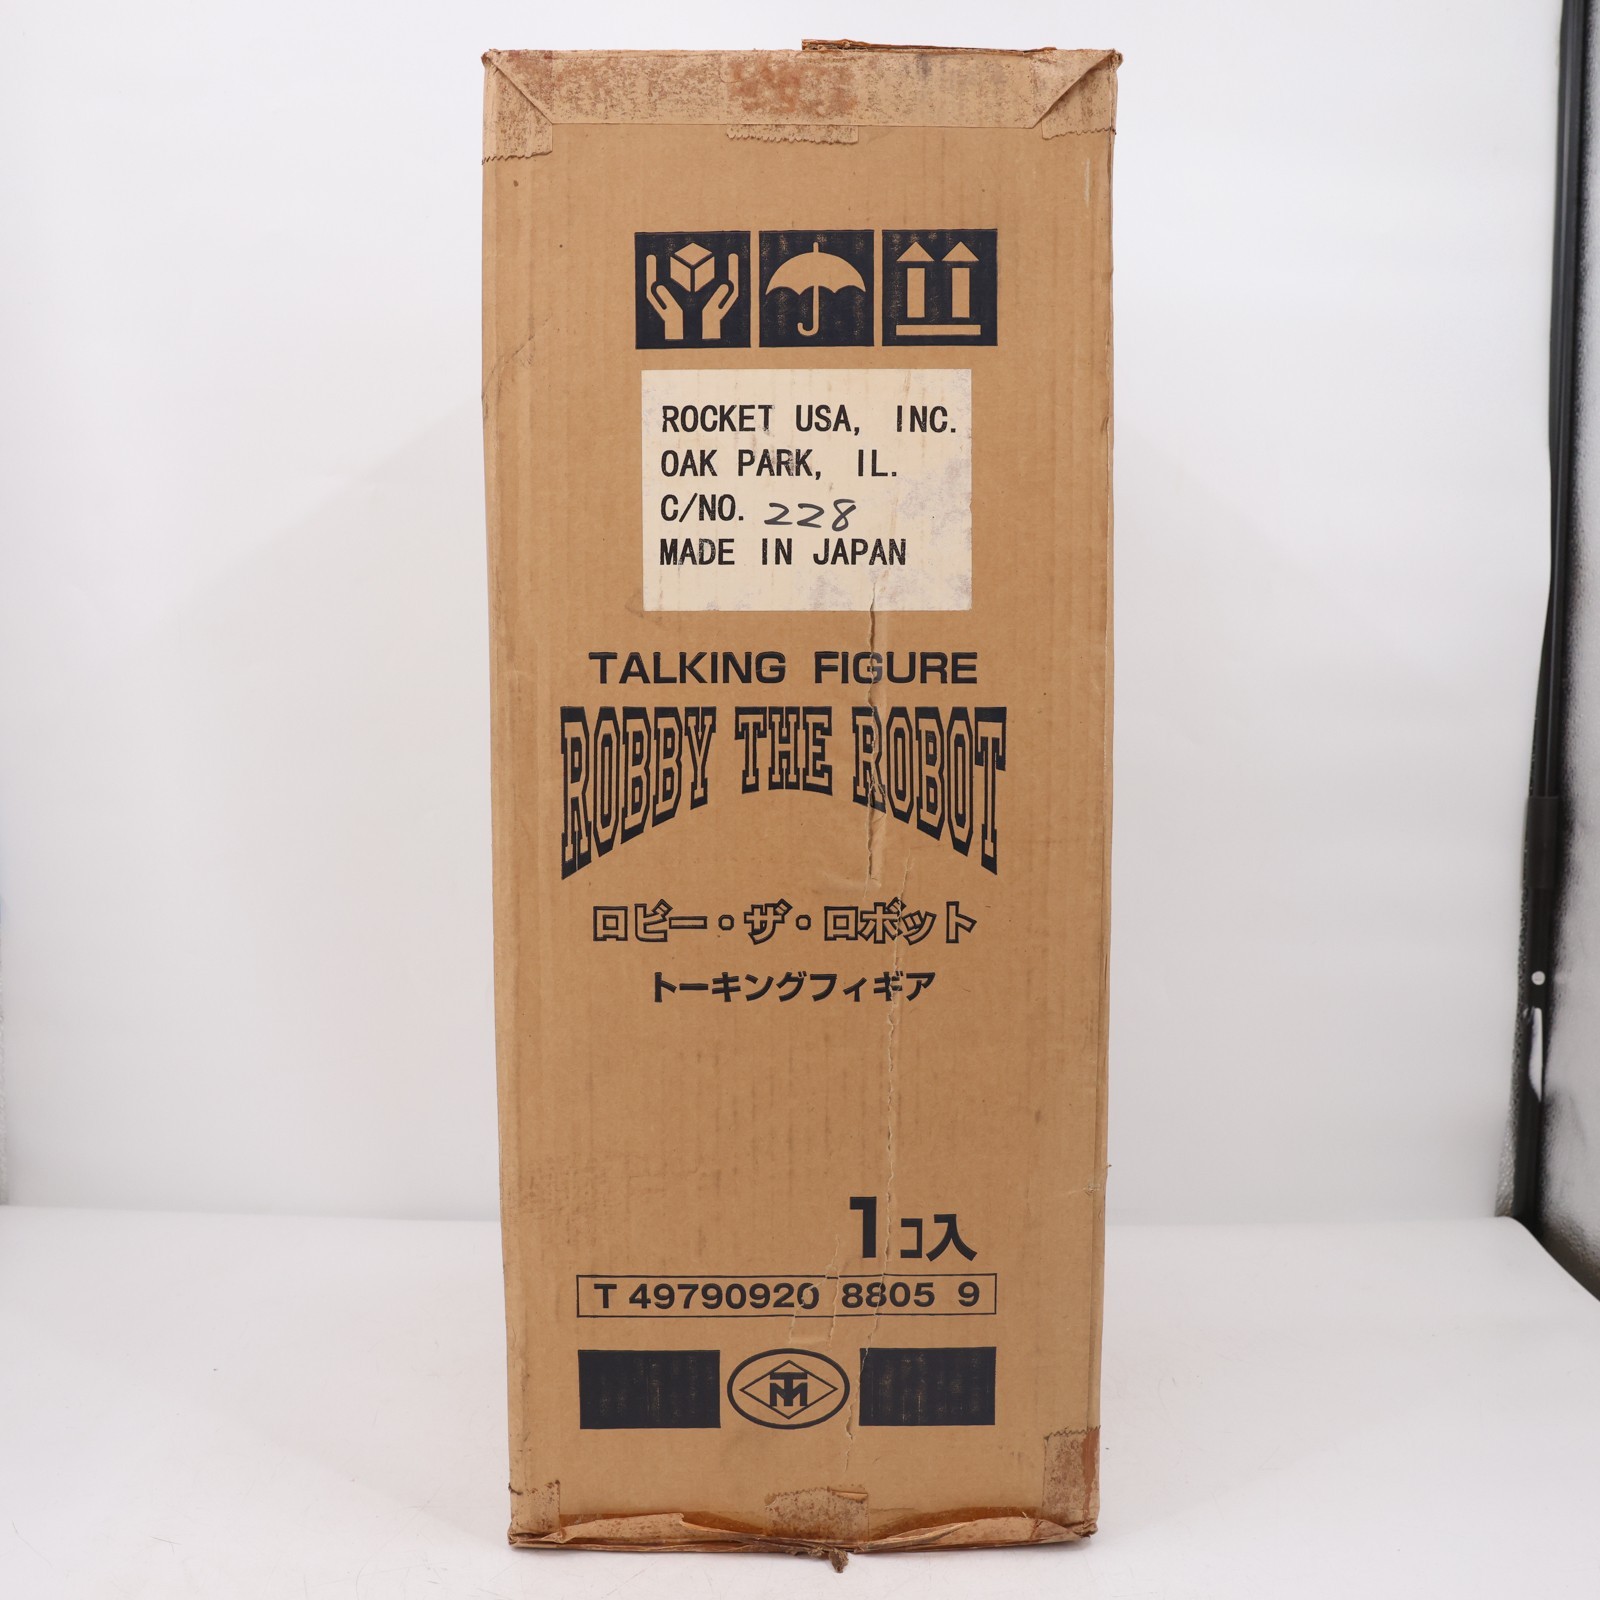 ROCKET USA, INC.
OAK PARK, IL.
C/NO. 228
MADE IN JAPAN
TALKING FIGURE
ROBBY THE ROBOT
ロビー・ザ・ロボット
トーキングフィギア
1コ入
T 49790920 8805 9
TM